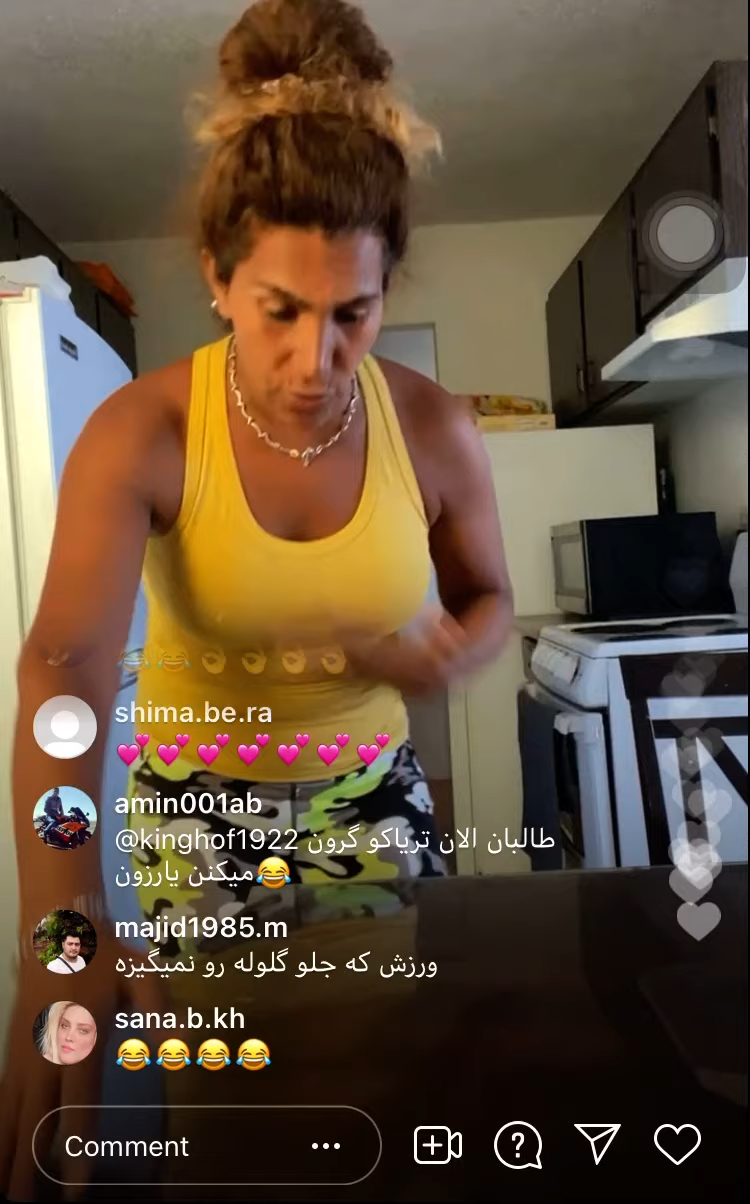 shima.be.ra
💕💕💕💕💕💕💕
amin001ab
@kinghof1922 طالبان الان تریاکو گرون
میکنن یارزون😂
majid1985.m
ورزش که جلو گلوله رو نمیگیزه
sana.b.kh
😂😂😂😂
Comment